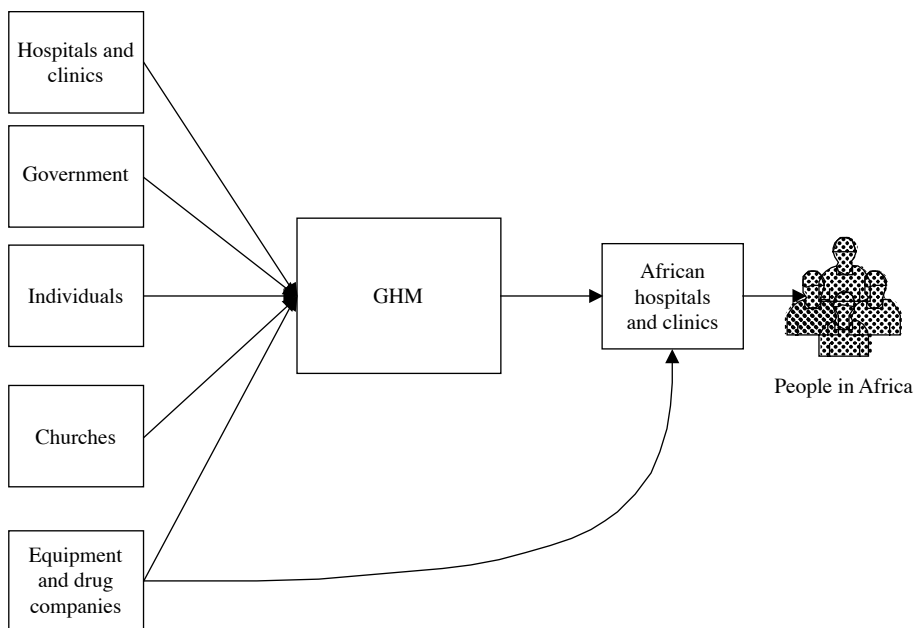 Hospitals and
clinics
Government
Individuals
Churches
Equipment
and drug
companies
GHM
African
hospitals
and clinics
People in Africa